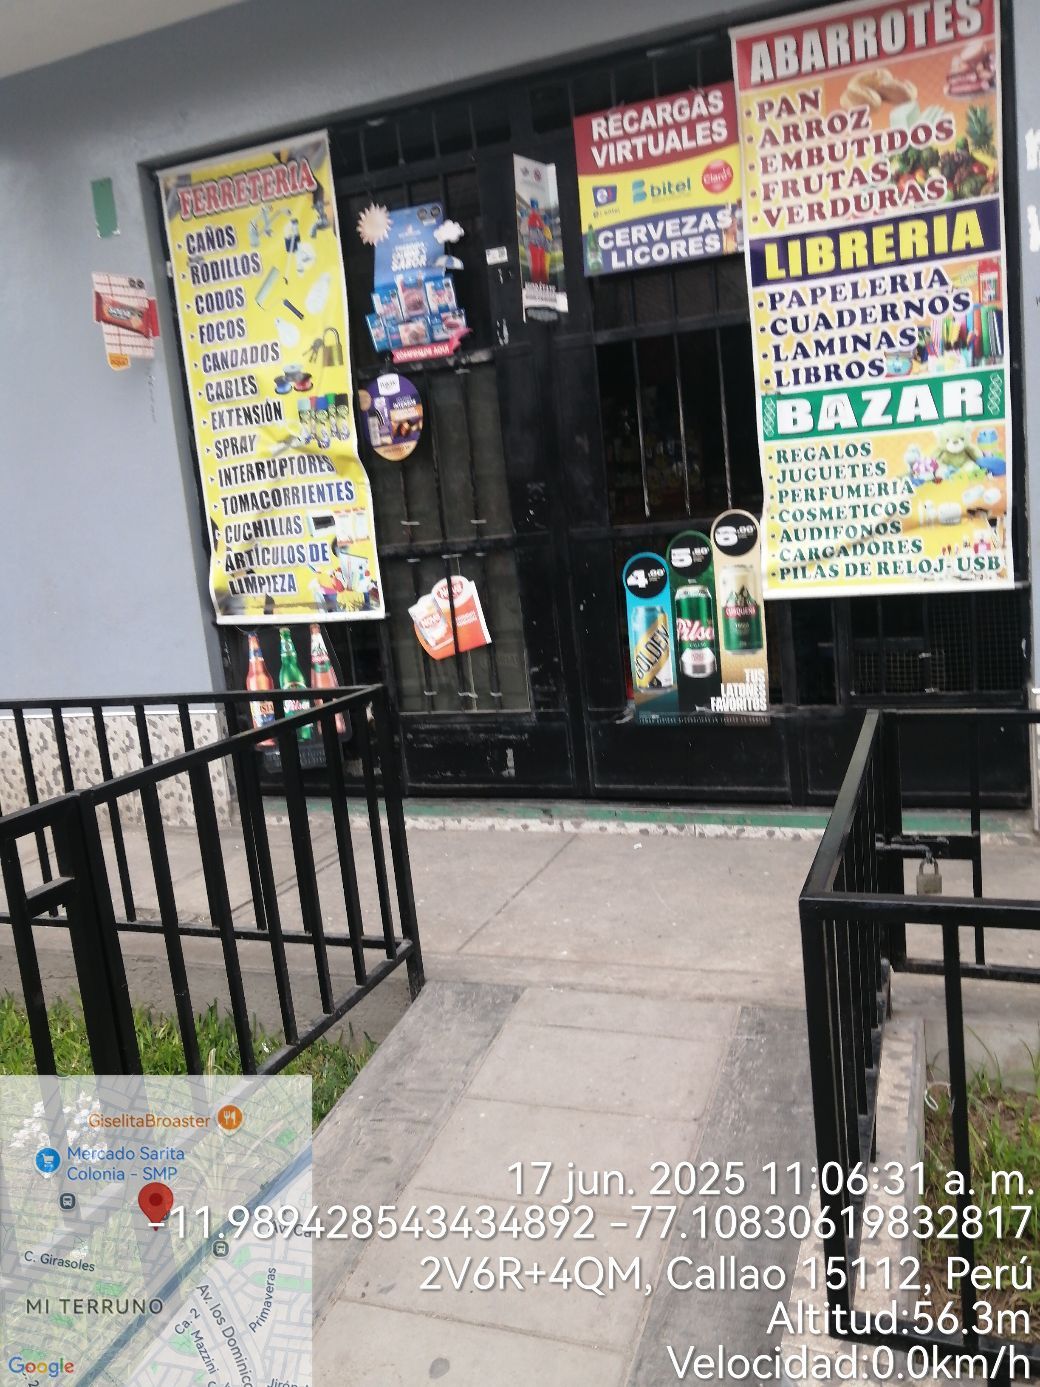 FERRETERIA
• CAÑOS
• RODILLOS
• CODOS
• FOCOS
• CANDADOS
• CABLES
• EXTENSIÓN
• SPRAY
• INTERRUPTORES
• TOMACORRIENTES
• CUCHILLAS
• ARTÍCULOS DE
LIMPIEZA
RECARGAS
VIRTUALES
bitel
Claro
CERVEZAS
LICORES
ABARROTES
• PAN
• ARROZ
• EMBUTIDOS
• FRUTAS
• VERDURAS
LIBRERIA
• PAPELERIA
• CUADERNOS
• LAMINAS
• LIBROS
BAZAR
• REGALOS
• JUGUETES
• PERFUMERIA
• COSMETICOS
• AUDIFONOS
• CARGADORES
• PILAS DE RELOJ - USB
GOLDEN
TUS
LATONES
FAVORITOS
GiselitaBroaster
Mercado Sarita
Colonia - SMP
C. Girasoles
MI TERRUNO
Av. los Dominico
Primaveras
Ca. Mazzini
Google
17 jun. 2025 11:06:31 a. m.
-11.989428543434892 -77.10830619832817
2V6R+4QM, Callao 15112, Perú
Altitud:56.3m
Velocidad:0.0km/h